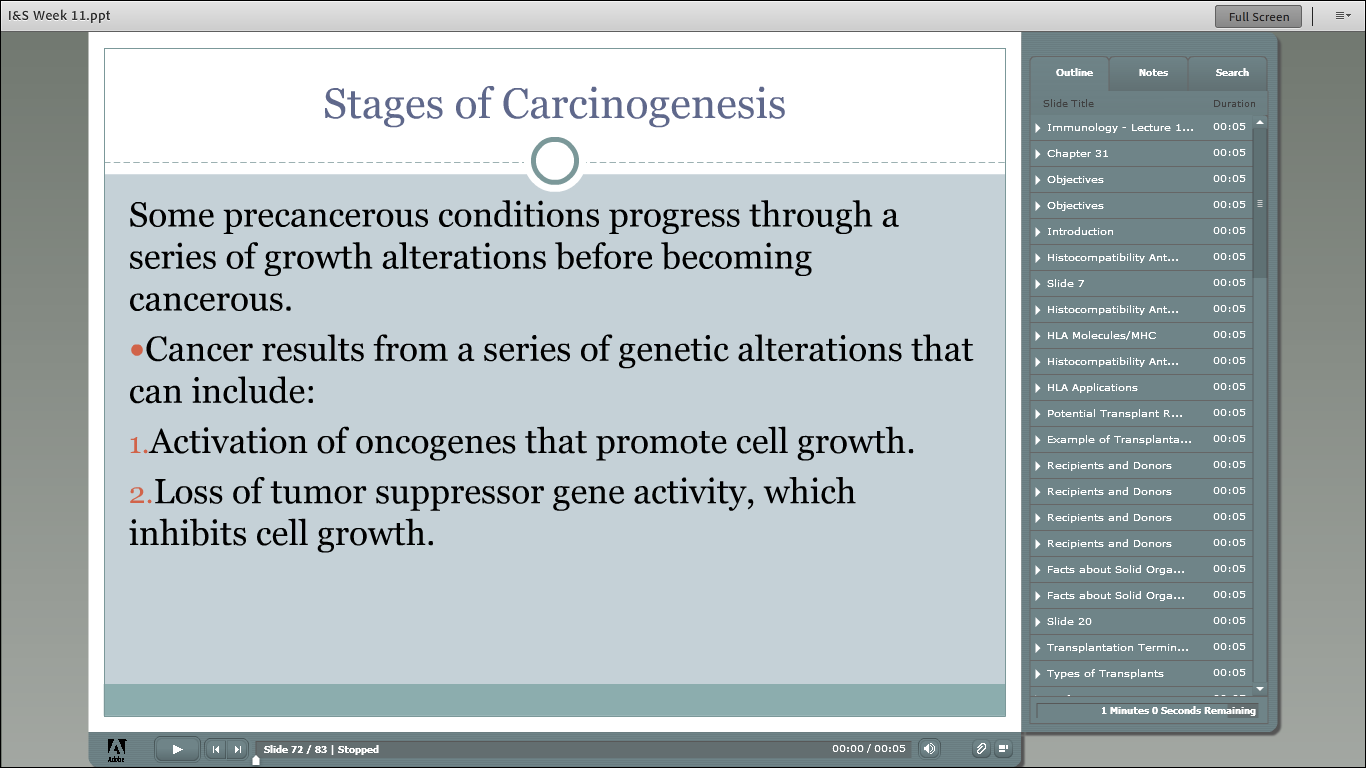 I&S Week 11.ppt
Full Screen
Stages of Carcinogenesis
Some precancerous conditions progress through a
series of growth alterations before becoming
cancerous.
•Cancer results from a series of genetic alterations that
can include:
1.Activation of oncogenes that promote cell growth.
2.Loss of tumor suppressor gene activity, which
inhibits cell growth.
Outline Notes Search
Slide Title Duration
Immunology - Lecture 1... 00:05
Chapter 31 00:05
Objectives 00:05
Objectives 00:05
Introduction 00:05
Histocompatibility Ant... 00:05
Slide 7 00:05
Histocompatibility Ant... 00:05
HLA Molecules/MHC 00:05
Histocompatibility Ant... 00:05
HLA Applications 00:05
Potential Transplant R... 00:05
Example of Transplanta... 00:05
Recipients and Donors 00:05
Recipients and Donors 00:05
Recipients and Donors 00:05
Recipients and Donors 00:05
Facts about Solid Orga... 00:05
Facts about Solid Orga... 00:05
Slide 20 00:05
Transplantation Termin... 00:05
Types of Transplants 00:05
1 Minutes 0 Seconds Remaining
Adobe
Slide 72 / 83 | Stopped 00:00 / 00:05